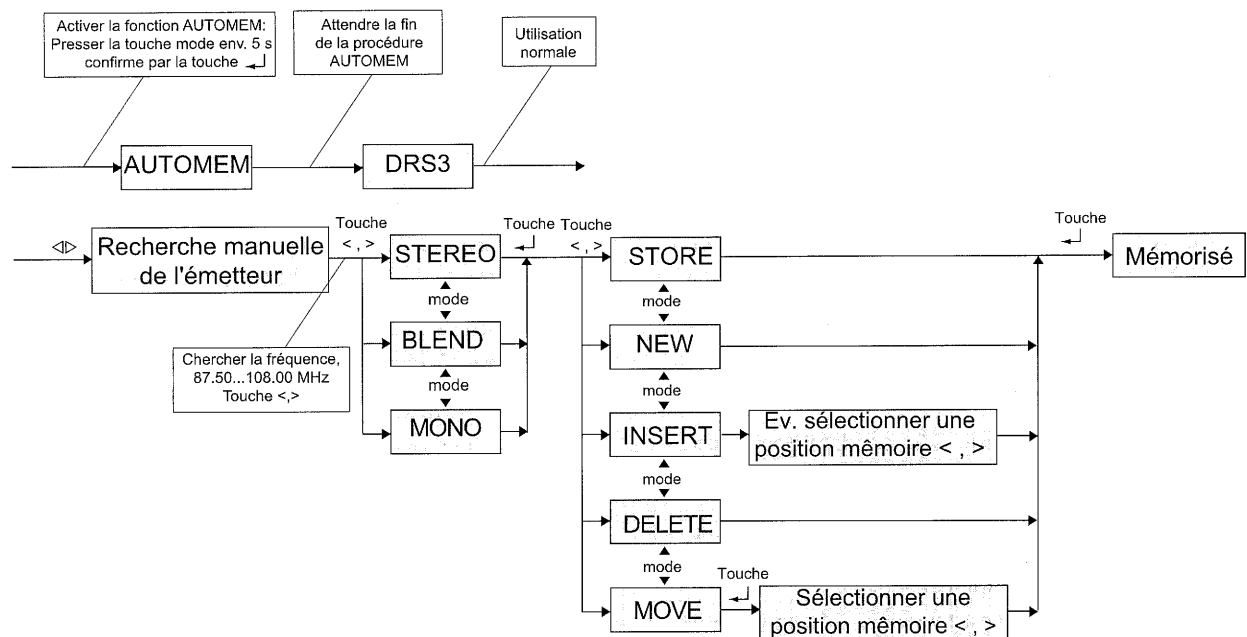 Activer la fonction AUTOMEM:
Presser la touche mode env. 5 s
confirme par la touche ↵
Attendre la fin
de la procédure
AUTOMEM
Utilisation
normale
AUTOMEM
DRS3
Touche
< , >
Touche
↵
Touche
< , >
Touche
↵
Recherche manuelle
de l'émetteur
STEREO
STORE
Mémorisé
mode
mode
BLEND
NEW
Chercher la fréquence,
87.50...108.00 MHz
Touche <,>
mode
mode
MONO
INSERT
Ev. sélectionner une
position mêmoire < , >
mode
DELETE
mode
Touche
↵
MOVE
Sélectionner une
position mémoire < , >